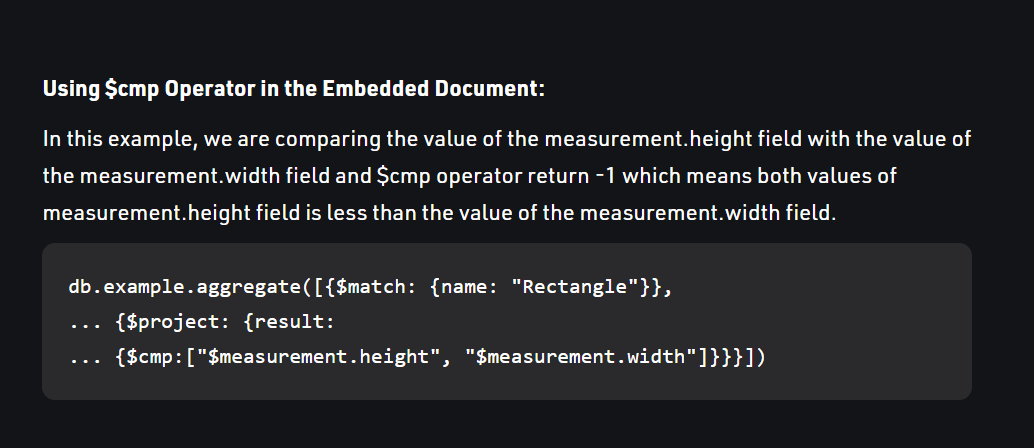 Using $cmp Operator in the Embedded Document:
In this example, we are comparing the value of the measurement.height field with the value of
the measurement.width field and $cmp operator return -1 which means both values of
measurement.height field is less than the value of the measurement.width field.
db.example.aggregate([{$match: {name: "Rectangle"}},
... {$project: {result:
... {$cmp:["$measurement.height", "$measurement.width"]}}}])